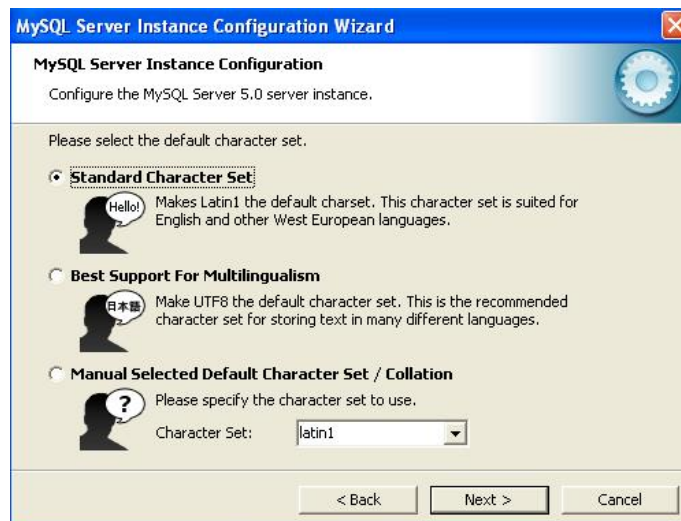 MySQL Server Instance Configuration Wizard
MySQL Server Instance Configuration
Configure the MySQL Server 5.0 server instance.
Please select the default character set.
Standard Character Set
Hello!
Makes Latin1 the default charset. This character set is suited for
English and other West European languages.
Best Support For Multilingualism
日本語
Make UTF8 the default character set. This is the recommended
character set for storing text in many different languages.
Manual Selected Default Character Set / Collation
?
Please specify the character set to use.
Character Set: latin1
< Back Next > Cancel